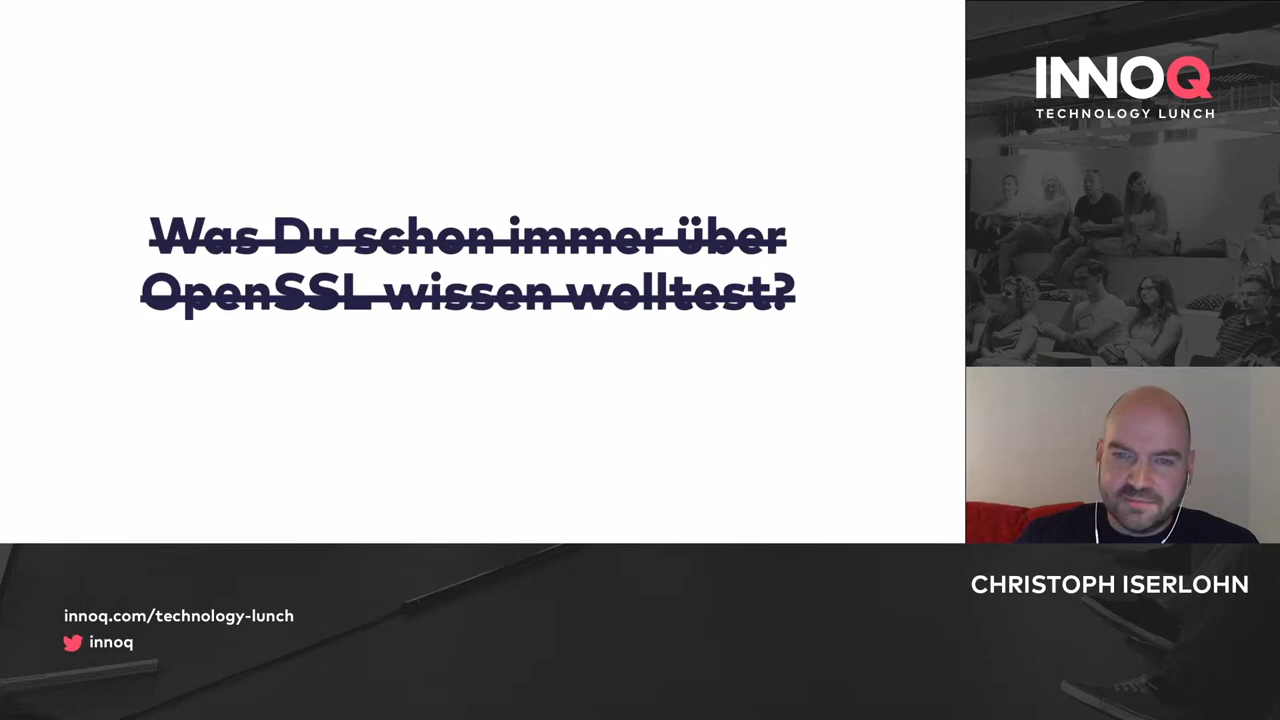 Was Du schon immer über
OpenSSL wissen wolltest?
INNOQ
TECHNOLOGY LUNCH
CHRISTOPH ISERLOHN
innoq.com/technology-lunch
innoq